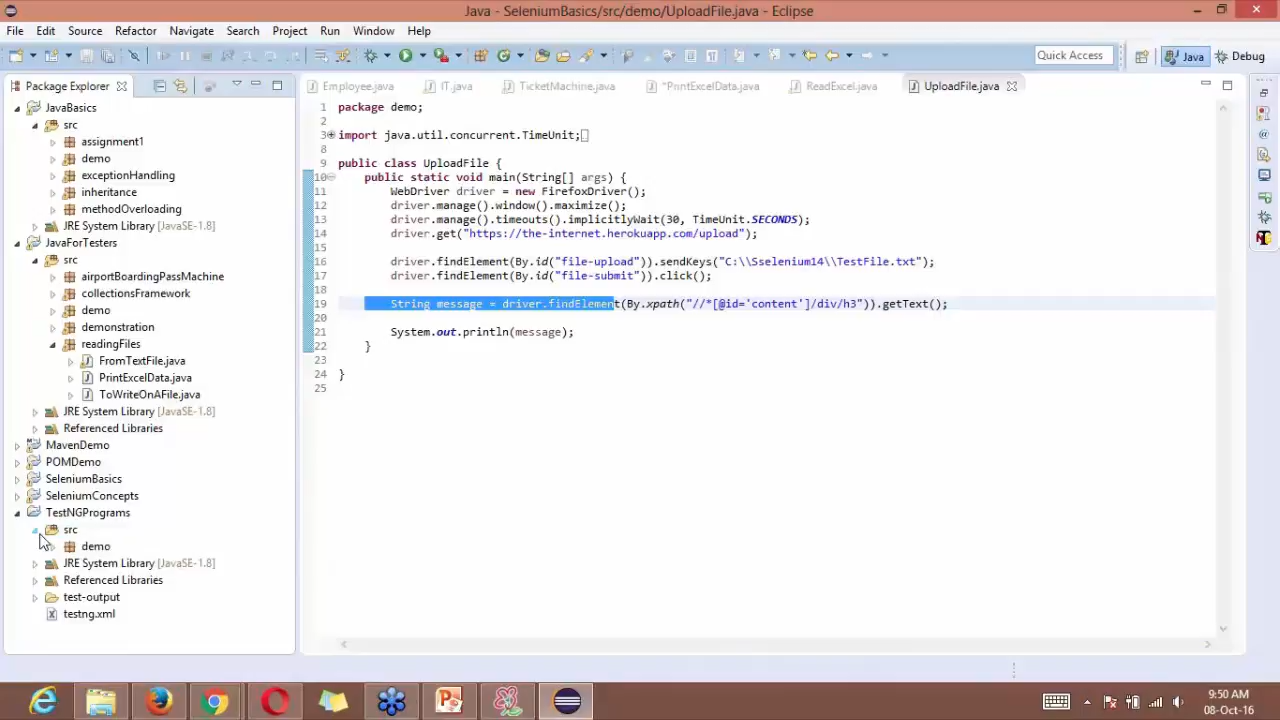 Java - SeleniumBasics/src/demo/UploadFile.java - Eclipse
File Edit Source Refactor Navigate Search Project Run Window Help
Quick Access Java Debug
Package Explorer
JavaBasics
src
assignment1
demo
exceptionHandling
inheritance
methodOverloading
JRE System Library [JavaSE-1.8]
JavaForTesters
src
airportBoardingPassMachine
collectionsFramework
demo
demonstration
readingFiles
FromTextFile.java
PrintExcelData.java
ToWriteOnAFile.java
JRE System Library [JavaSE-1.8]
Referenced Libraries
MavenDemo
POMDemo
SeleniumBasics
SeleniumConcepts
TestNGPrograms
src
demo
JRE System Library [JavaSE-1.8]
Referenced Libraries
test-output
testng.xml
Employee.java IT.java TicketMachine.java *PrintExcelData.java ReadExcel.java UploadFile.java
1 package demo;
2
3 import java.util.concurrent.TimeUnit;
8
9 public class UploadFile {
10 public static void main(String[] args) {
11 WebDriver driver = new FirefoxDriver();
12 driver.manage().window().maximize();
13 driver.manage().timeouts().implicitlyWait(30, TimeUnit.SECONDS);
14 driver.get("https://the-internet.herokuapp.com/upload");
15
16 driver.findElement(By.id("file-upload")).sendKeys("C:\\Sselenium14\\TestFile.txt");
17 driver.findElement(By.id("file-submit")).click();
18
19 String message = driver.findElement(By.xpath("//*[@id='content']/div/h3")).getText();
20
21 System.out.println(message);
22 }
23
24 }
25
9:50 AM
08-Oct-16